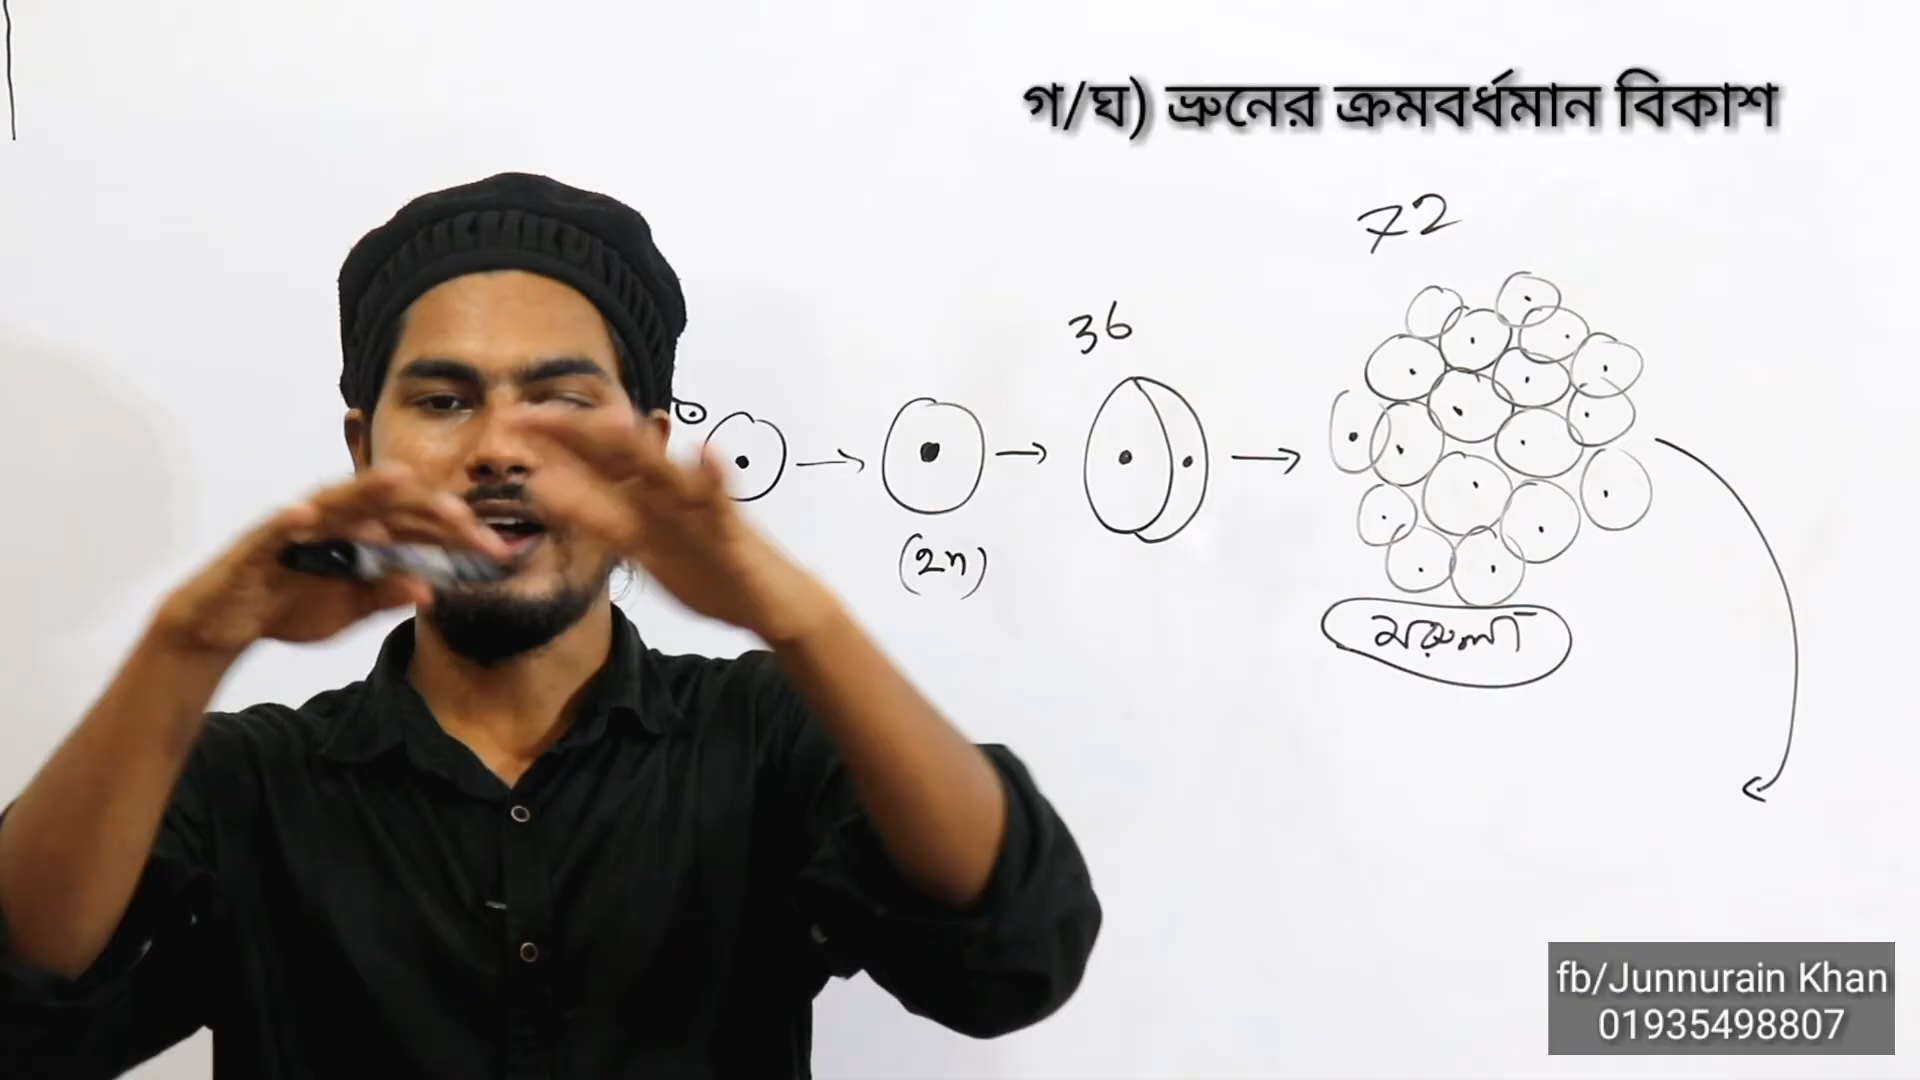 গ/ঘ) ভ্রুনের ক্রমবর্ধমান বিকাশ
72
36
(2n)
মরুলা
fb/Junnurain Khan
01935498807